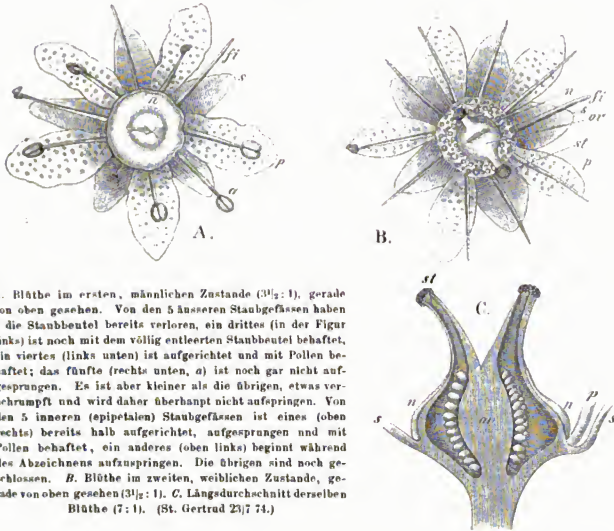 fi
s
n
p
a
A.
n
fi
s
or
st
p
B.
st
C.
n
s
ov
n
p
s
. Blüthe im ersten, männlichen Zustande (3½ : 1), gerade
von oben gesehen. Von den 5 äusseren Staubgefässen haben
die Staubbeutel bereits verloren, ein drittes (in der Figur
links) ist noch mit dem völlig entleerten Staubbeutel behaftet,
ein viertes (links unten) ist aufgerichtet und mit Pollen be-
haftet; das fünfte (rechts unten, a) ist noch gar nicht auf-
gesprungen. Es ist aber kleiner als die übrigen, etwas ver-
schrumpft und wird daher überhaupt nicht aufspringen. Von
den 5 inneren (epipetalen) Staubgefässen ist eines (oben
rechts) bereits halb aufgerichtet, aufgesprungen und mit
Pollen behaftet, ein anderes (oben links) beginnt während
des Abzeichnens aufzuspringen. Die übrigen sind noch ge-
schlossen. B. Blüthe im zweiten, weiblichen Zustande, ge-
rade von oben gesehen (3½ : 1). C. Längsdurchschnitt derselben
Blüthe (7 : 1). (St. Gertrud 23/7 74.)